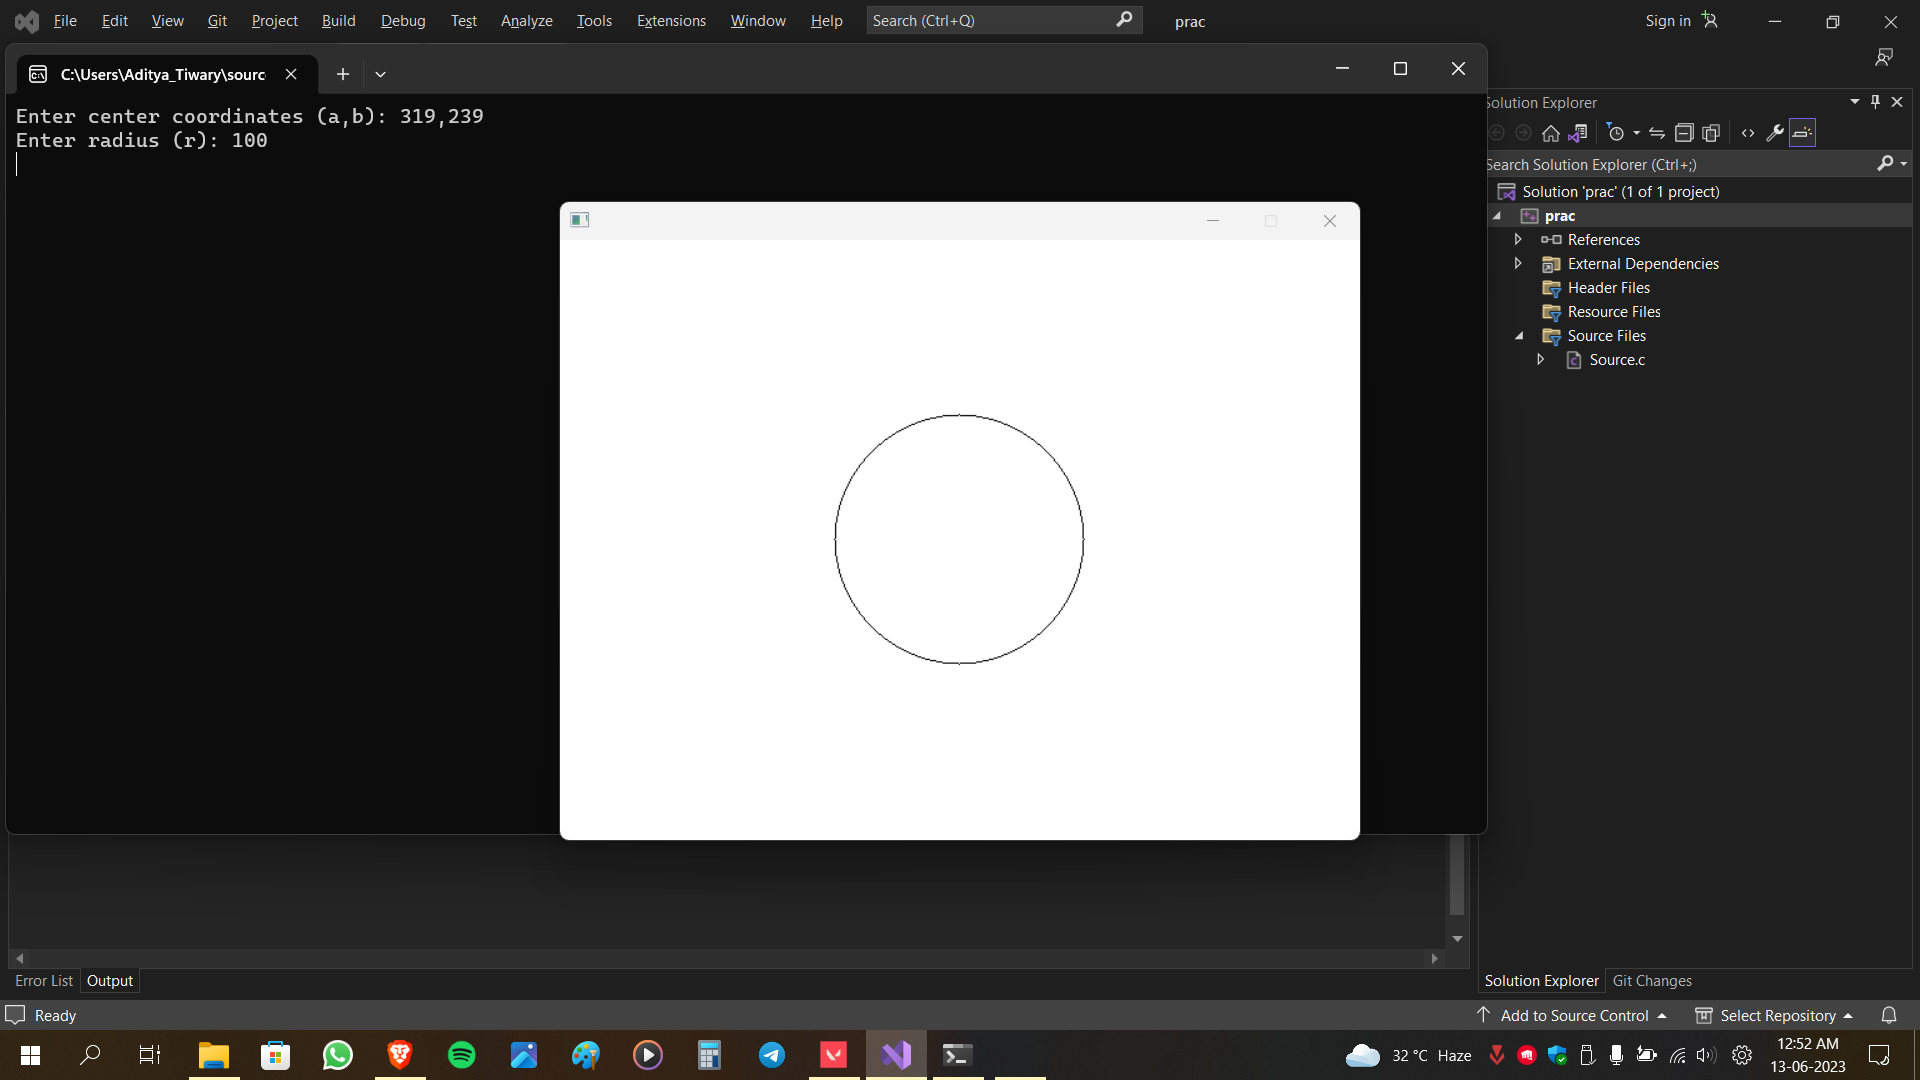 File Edit View Git Project Build Debug Test Analyze Tools Extensions Window Help Search (Ctrl+Q) prac Sign in
C:\Users\Aditya_Tiwary\sourc
Enter center coordinates (a,b): 319,239
Enter radius (r): 100
Solution Explorer
Search Solution Explorer (Ctrl+;)
Solution 'prac' (1 of 1 project)
prac
References
External Dependencies
Header Files
Resource Files
Source Files
Source.c
Error List Output
Solution Explorer Git Changes
Ready
Add to Source Control Select Repository
32 °C Haze
12:52 AM
13-06-2023